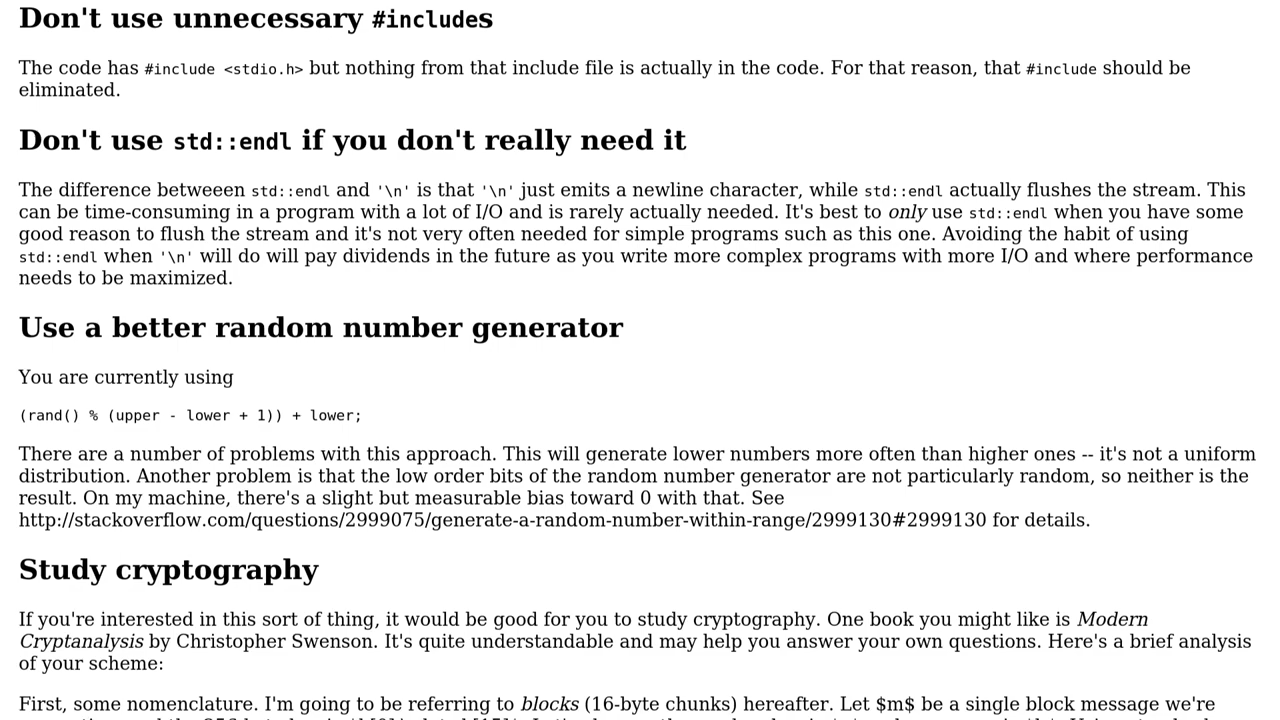 Don't use unnecessary #includes
The code has #include <stdio.h> but nothing from that include file is actually in the code. For that reason, that #include should be
eliminated.
Don't use std::endl if you don't really need it
The difference betweeen std::endl and '\n' is that '\n' just emits a newline character, while std::endl actually flushes the stream. This
can be time-consuming in a program with a lot of I/O and is rarely actually needed. It's best to only use std::endl when you have some
good reason to flush the stream and it's not very often needed for simple programs such as this one. Avoiding the habit of using
std::endl when '\n' will do will pay dividends in the future as you write more complex programs with more I/O and where performance
needs to be maximized.
Use a better random number generator
You are currently using
(rand() % (upper - lower + 1)) + lower;
There are a number of problems with this approach. This will generate lower numbers more often than higher ones -- it's not a uniform
distribution. Another problem is that the low order bits of the random number generator are not particularly random, so neither is the
result. On my machine, there's a slight but measurable bias toward 0 with that. See
http://stackoverflow.com/questions/2999075/generate-a-random-number-within-range/2999130#2999130 for details.
Study cryptography
If you're interested in this sort of thing, it would be good for you to study cryptography. One book you might like is Modern
Cryptanalysis by Christopher Swenson. It's quite understandable and may help you answer your own questions. Here's a brief analysis
of your scheme:
First, some nomenclature. I'm going to be referring to blocks (16-byte chunks) hereafter. Let $m$ be a single block message we're